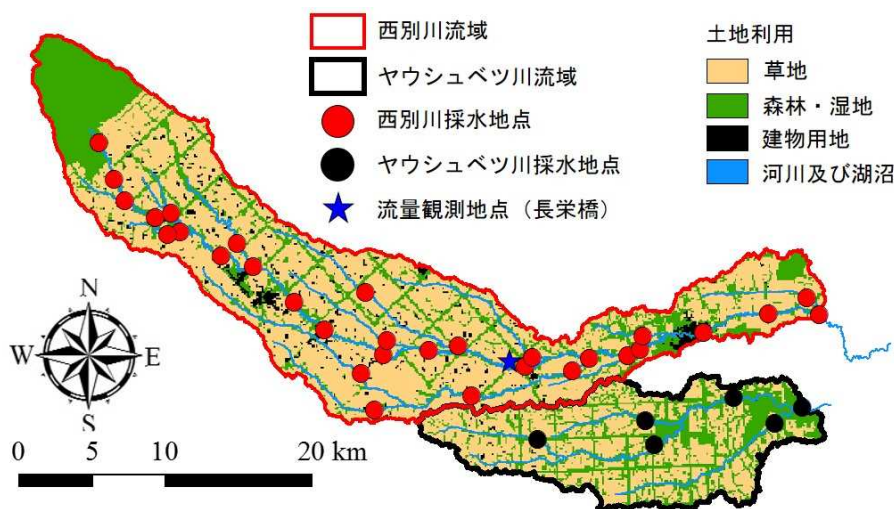 西別川流域
ヤウシュベツ川流域
西別川採水地点
ヤウシュベツ川採水地点
流量観測地点（長栄橋）
土地利用
草地
森林・湿地
建物用地
河川及び湖沼
N
W E
S
0 5 10 20 km